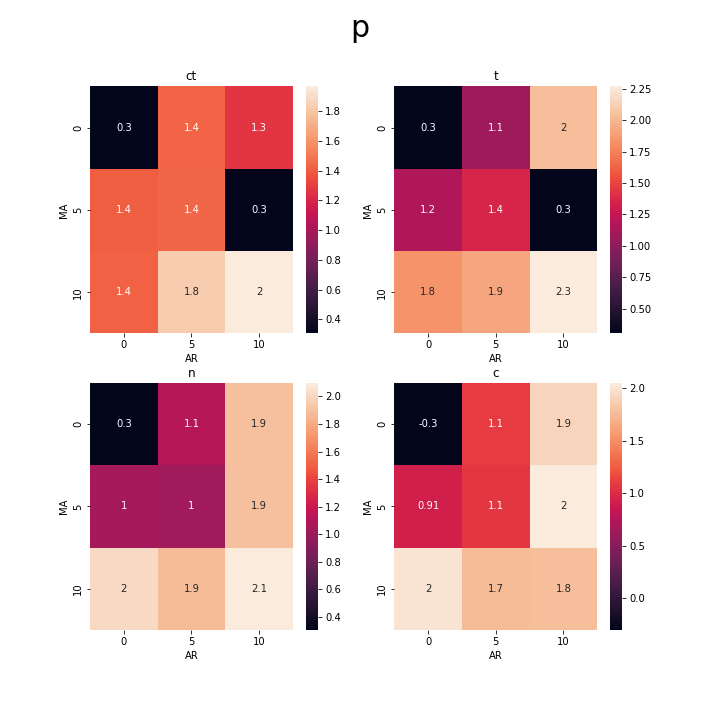 p
ct
0.3 1.4 1.3
1.4 1.4 0.3
1.4 1.8 2
0 5 10
MA
0 5 10
AR
1.8
1.6
1.4
1.2
1.0
0.8
0.6
0.4
t
0.3 1.1 2
1.2 1.4 0.3
1.8 1.9 2.3
0 5 10
MA
0 5 10
AR
2.25
2.00
1.75
1.50
1.25
1.00
0.75
0.50
n
0.3 1.1 1.9
1 1 1.9
2 1.9 2.1
0 5 10
MA
0 5 10
AR
2.0
1.8
1.6
1.4
1.2
1.0
0.8
0.6
0.4
c
-0.3 1.1 1.9
0.91 1.1 2
2 1.7 1.8
0 5 10
MA
0 5 10
AR
2.0
1.5
1.0
0.5
0.0